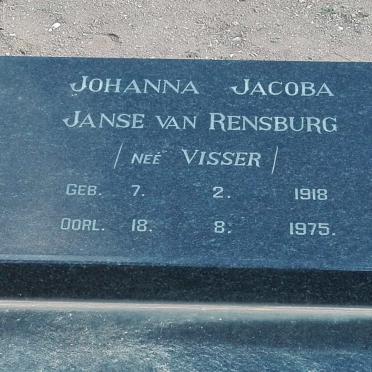 JOHANNA JACOBA
JANSE VAN RENSBURG
/ NEÉ VISSER /
GEB. 7. 2. 1918
OORL. 18. 8. 1975.